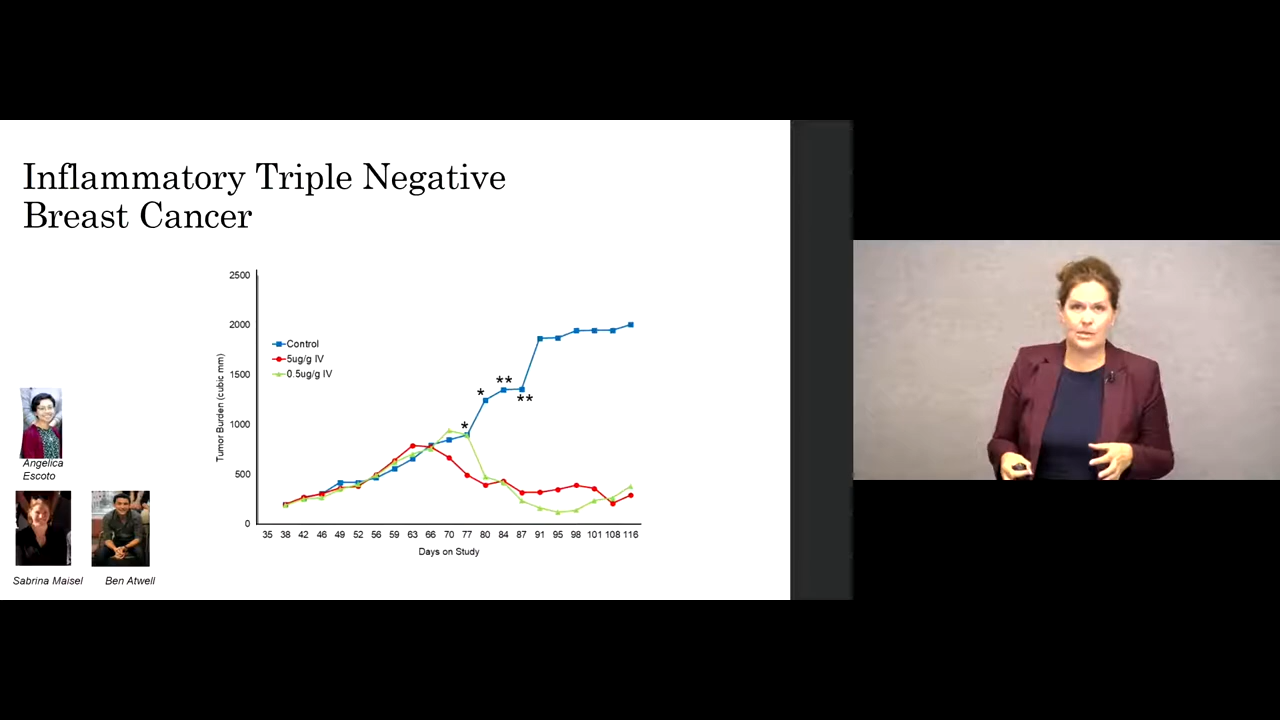 Inflammatory Triple Negative
Breast Cancer
2500
2000
1500
1000
500
0
Tumor Burden (cubic mm)
Control
5ug/g IV
0.5ug/g IV
*
*
**
**
35 38 42 46 49 52 56 59 63 66 70 77 80 84 87 91 95 98 101 108 116
Days on Study
Angelica
Escoto
Sabrina Maisel
Ben Atwell